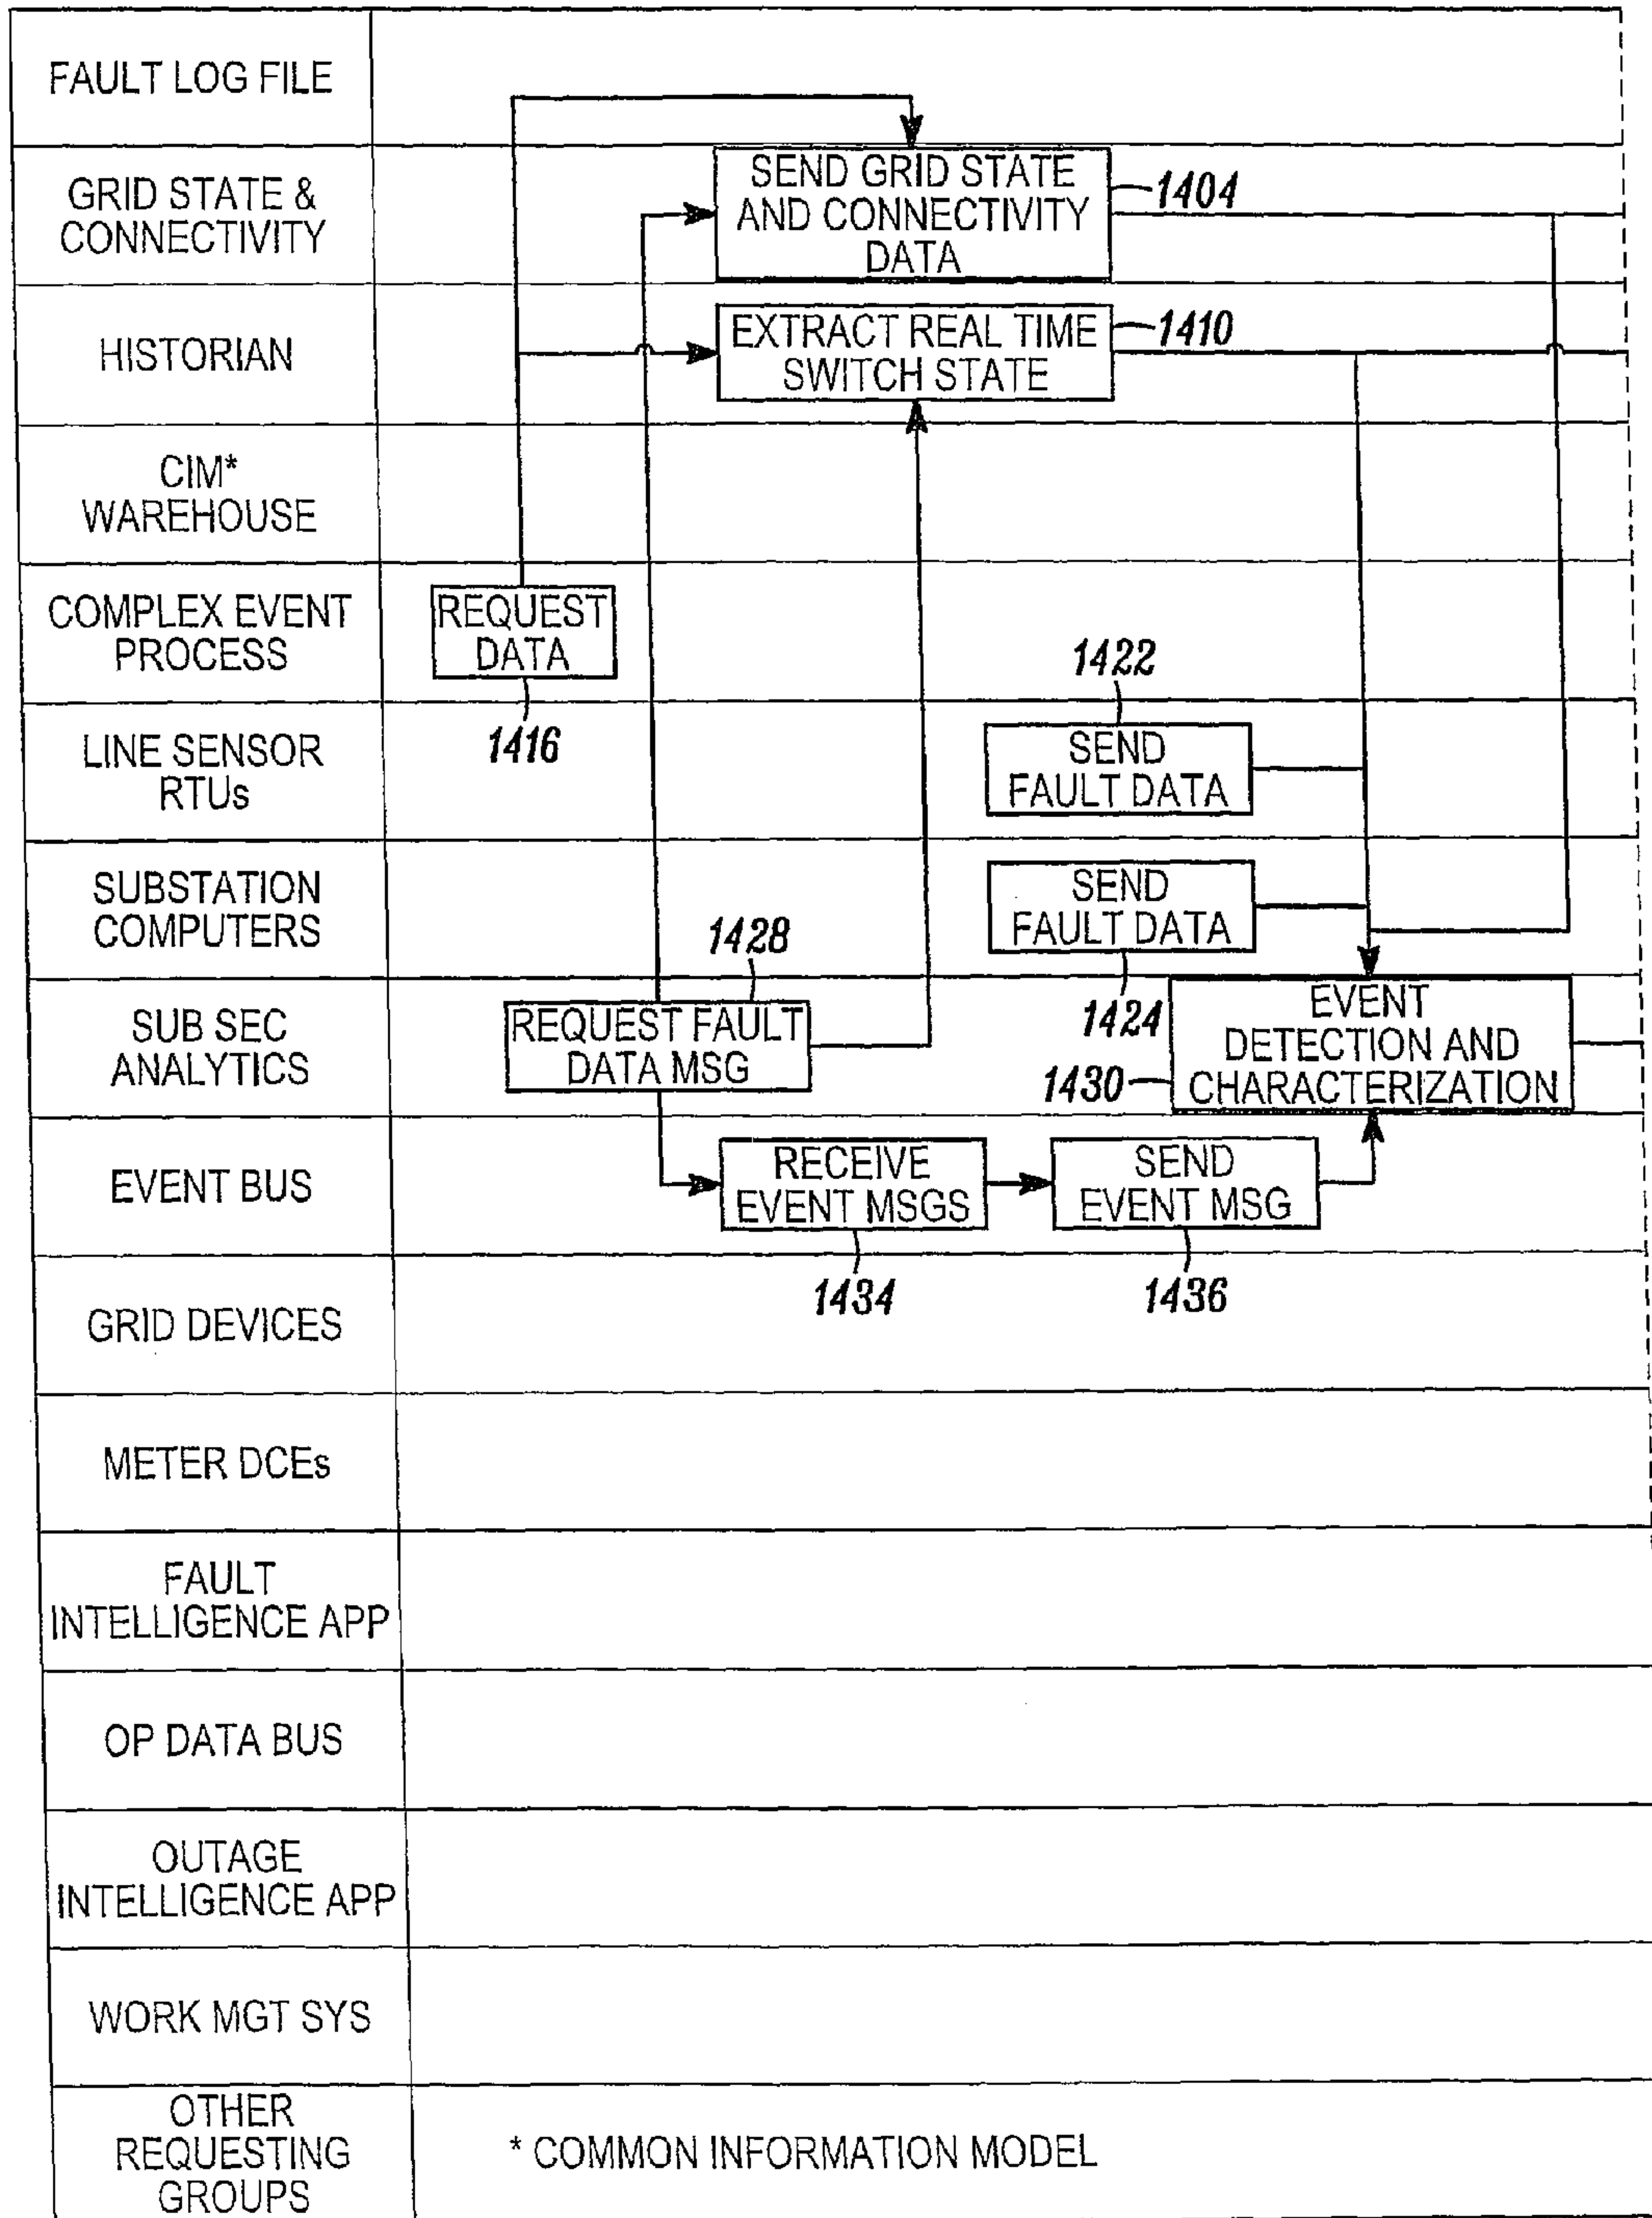 FAULT LOG FILE
GRID STATE &
CONNECTIVITY
SEND GRID STATE
AND CONNECTIVITY
DATA
1404
HISTORIAN
EXTRACT REAL TIME
SWITCH STATE
1410
CIM*
WAREHOUSE
COMPLEX EVENT
PROCESS
REQUEST
DATA
1416
LINE SENSOR
RTUs
1422
SEND
FAULT DATA
SUBSTATION
COMPUTERS
SEND
FAULT DATA
1424
SUB SEC
ANALYTICS
1428
REQUEST FAULT
DATA MSG
EVENT
DETECTION AND
CHARACTERIZATION
1430
EVENT BUS
RECEIVE
EVENT MSGS
1434
SEND
EVENT MSG
1436
GRID DEVICES
METER DCEs
FAULT
INTELLIGENCE APP
OP DATA BUS
OUTAGE
INTELLIGENCE APP
WORK MGT SYS
OTHER
REQUESTING
GROUPS
* COMMON INFORMATION MODEL